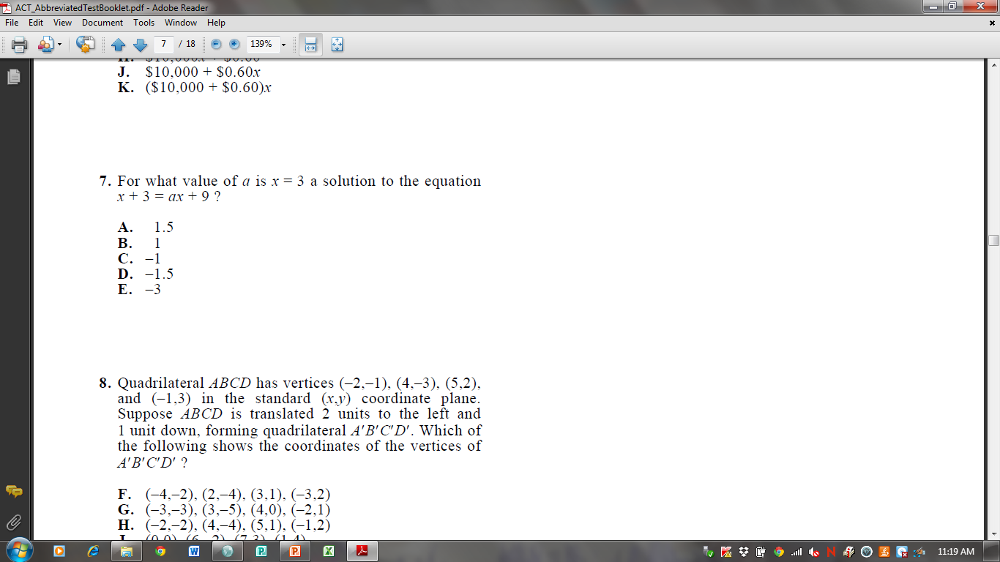 ACT_AbbreviatedTestBooklet.pdf - Adobe Reader
File Edit View Document Tools Window Help
7 / 18 139%
J. $10,000 + $0.60x
K. ($10,000 + $0.60)x
7. For what value of a is x = 3 a solution to the equation
x + 3 = ax + 9 ?
A. 1.5
B. 1
C. –1
D. –1.5
E. –3
8. Quadrilateral ABCD has vertices (–2,–1), (4,–3), (5,2),
and (–1,3) in the standard (x,y) coordinate plane.
Suppose ABCD is translated 2 units to the left and
1 unit down, forming quadrilateral A′B′C′D′. Which of
the following shows the coordinates of the vertices of
A′B′C′D′ ?
F. (–4,–2), (2,–4), (3,1), (–3,2)
G. (–3,–3), (3,–5), (4,0), (–2,1)
H. (–2,–2), (4,–4), (5,1), (–1,2)
11:19 AM